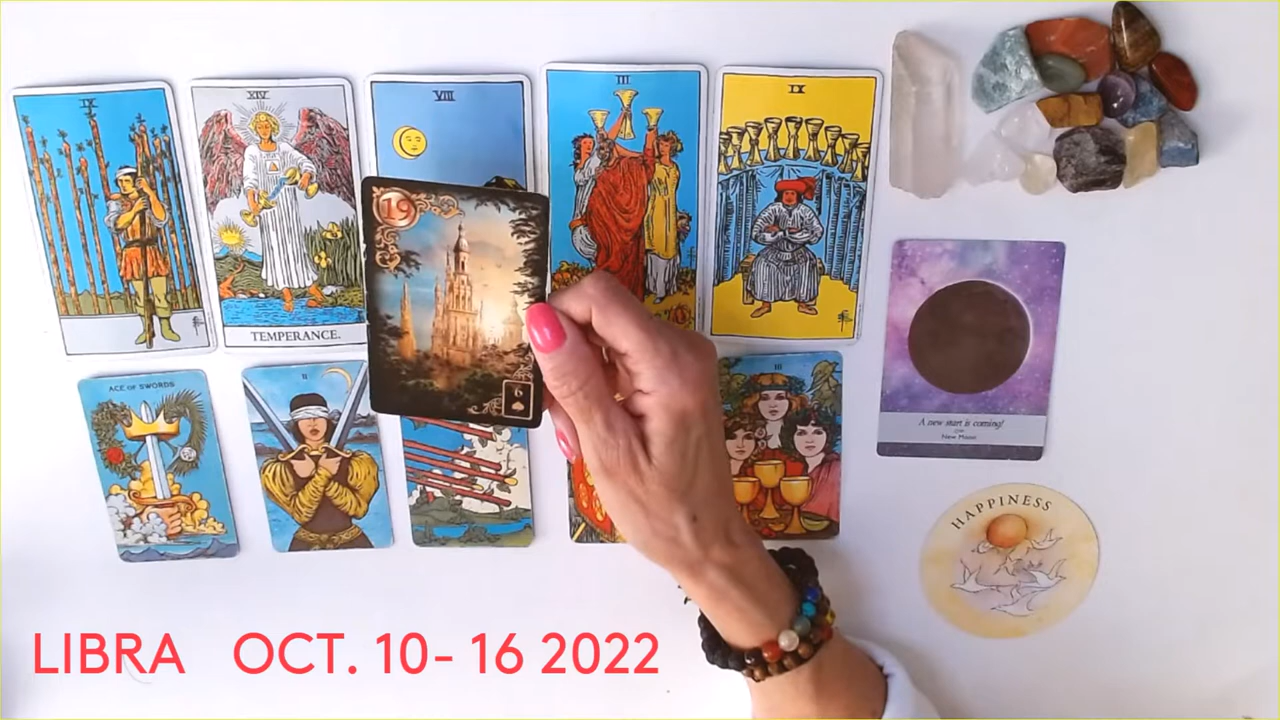 IX
XIV
VIII
III
IX
19
TEMPERANCE.
6
ACE OF SWORDS
II
III
A new start is coming!
New Moon
HAPPINESS
LIBRA OCT. 10- 16 2022